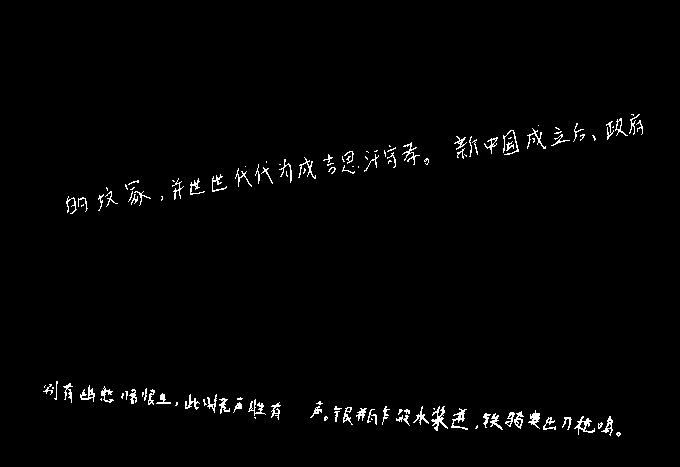 的坟冢,并世世代代为成吉思汗守孝。新中国成立后、政府
别有幽愁暗恨生,此时无声胜有声。银瓶乍破水浆迸,铁骑突出刀枪鸣。